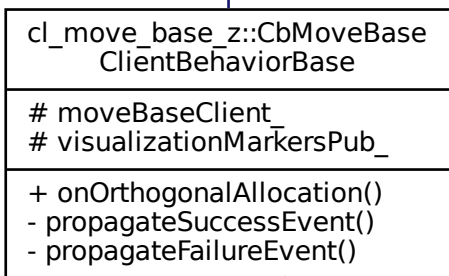 cl_move_base_z::CbMoveBase
ClientBehaviorBase
# moveBaseClient_
# visualizationMarkersPub_
+ onOrthogonalAllocation()
- propagateSuccessEvent()
- propagateFailureEvent()